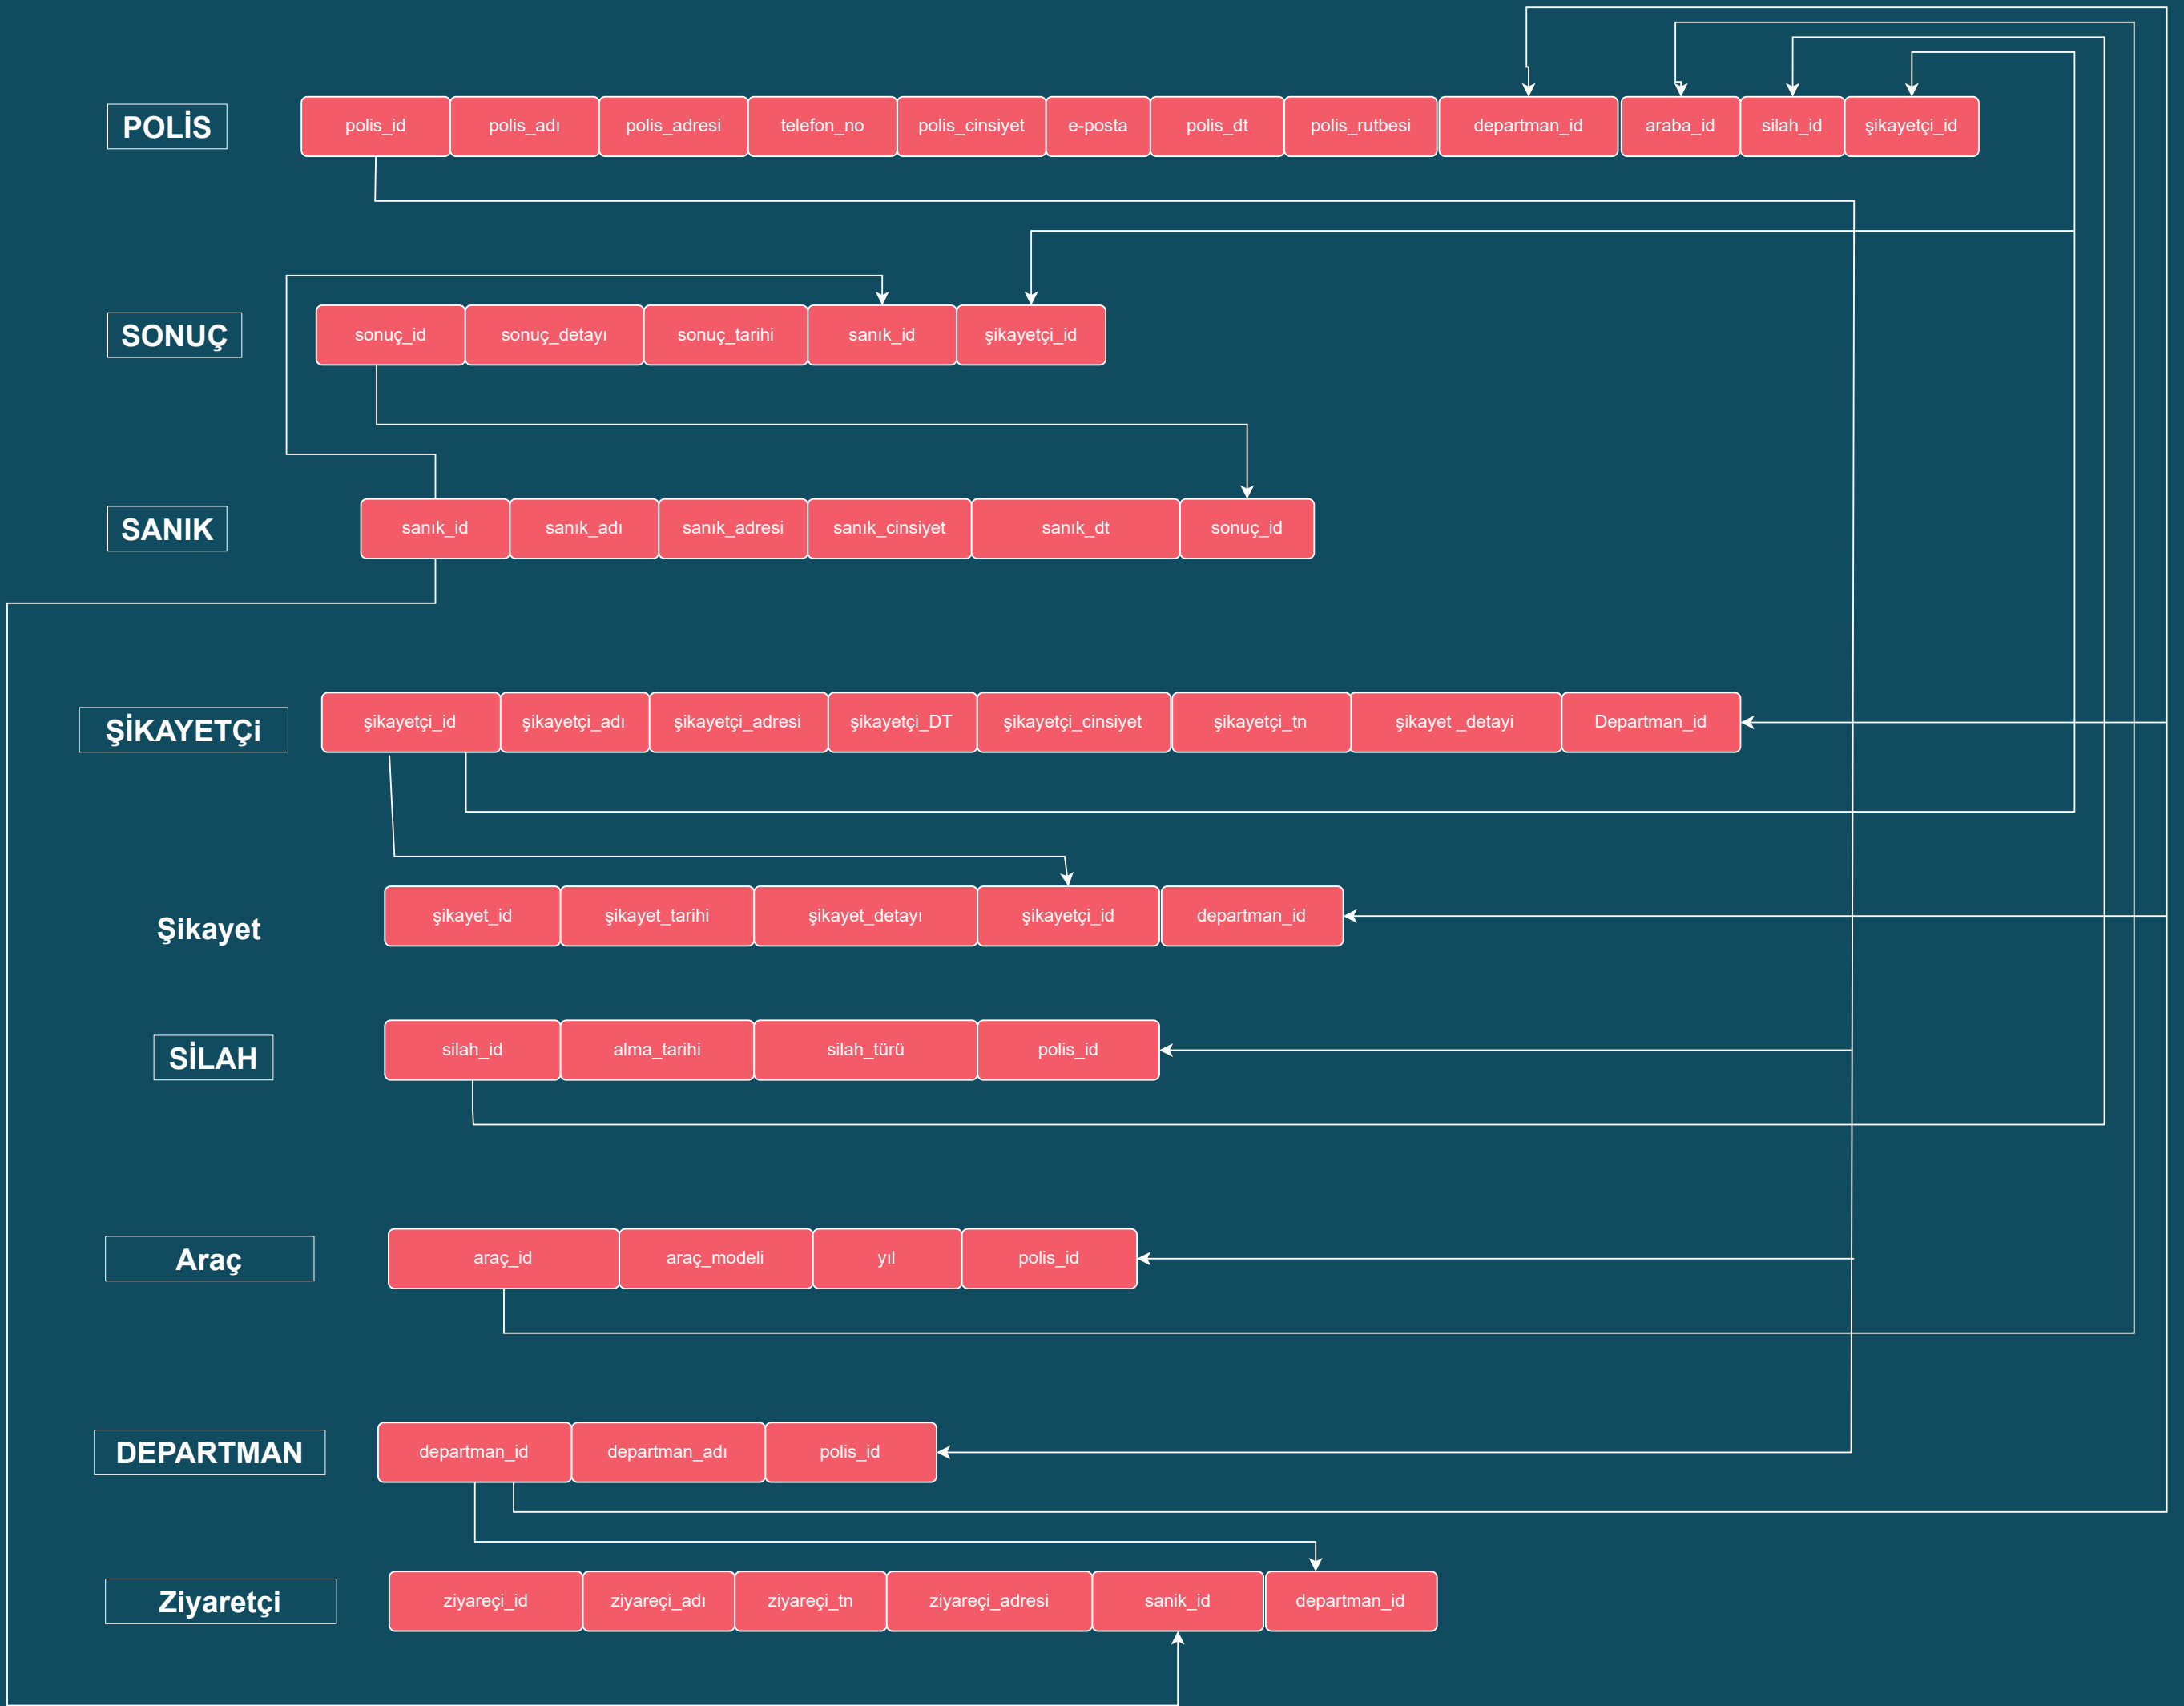 POLİS
polis_id polis_adı polis_adresi telefon_no polis_cinsiyet e-posta polis_dt polis_rutbesi departman_id araba_id silah_id şikayetçi_id
SONUÇ
sonuç_id sonuç_detayı sonuç_tarihi sanık_id şikayetçi_id
SANIK
sanık_id sanık_adı sanık_adresi sanık_cinsiyet sanık_dt sonuç_id
ŞİKAYETÇi
şikayetçi_id şikayetçi_adı şikayetçi_adresi şikayetçi_DT şikayetçi_cinsiyet şikayetçi_tn şikayet _detayi Departman_id
Şikayet
şikayet_id şikayet_tarihi şikayet_detayı şikayetçi_id departman_id
SİLAH
silah_id alma_tarihi silah_türü polis_id
Araç
araç_id araç_modeli yıl polis_id
DEPARTMAN
departman_id departman_adı polis_id
Ziyaretçi
ziyareçi_id ziyareçi_adı ziyareçi_tn ziyareçi_adresi sanik_id departman_id